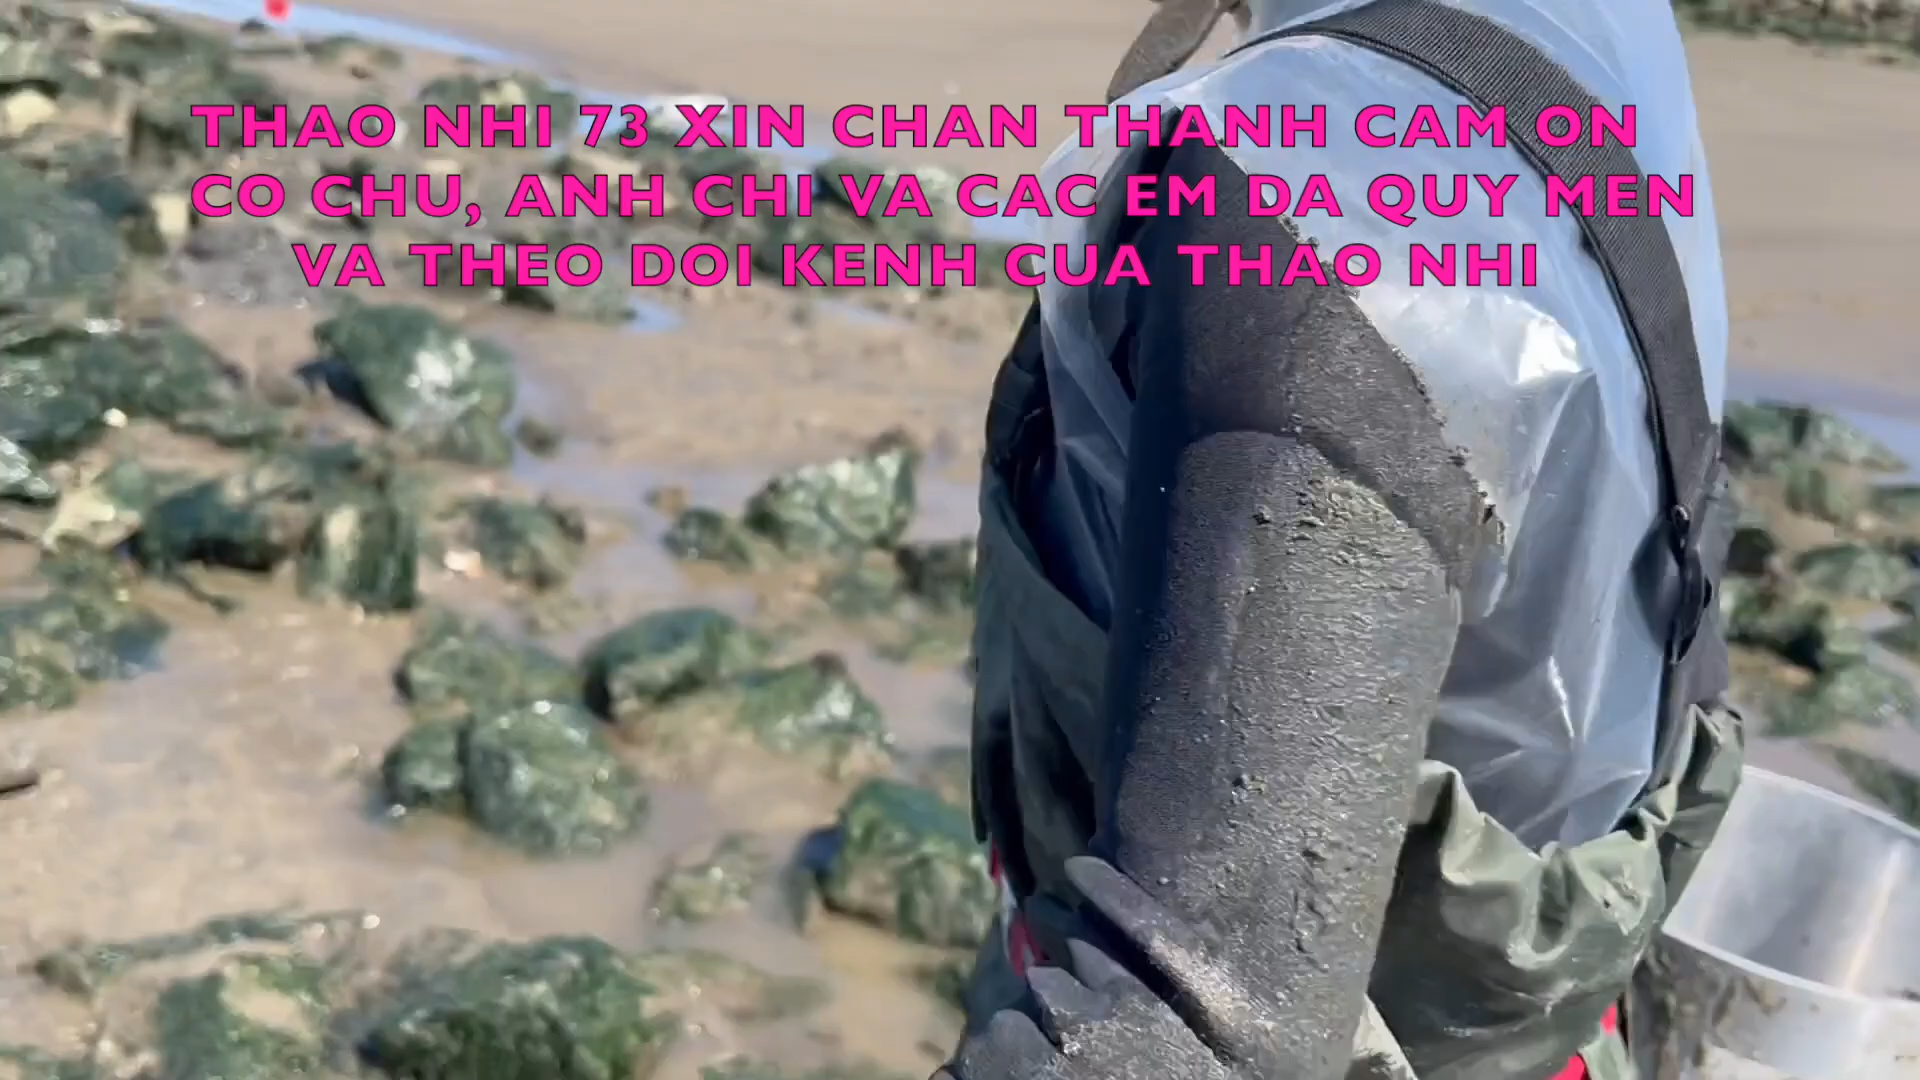 THAO NHI 73 XIN CHAN THANH CAM ON
CO CHU, ANH CHI VA CAC EM DA QUY MEN
VA THEO DOI KENH CUA THAO NHI